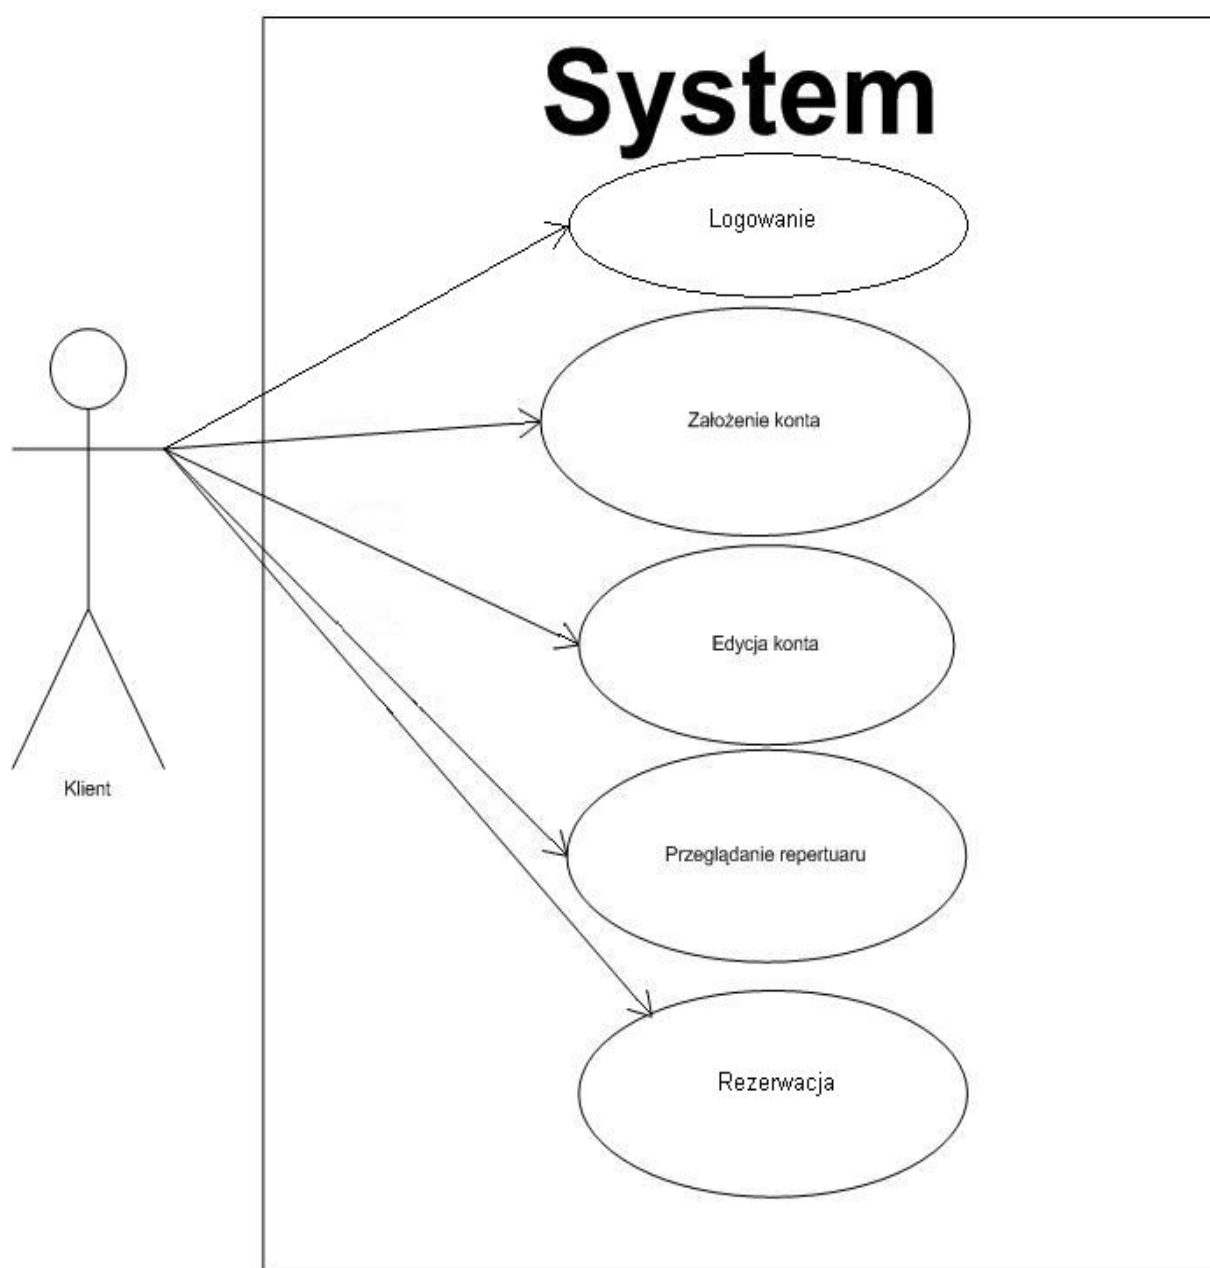 System
Logowanie
Założenie konta
Edycja konta
Klient
Przeglądanie repertuaru
Rezerwacja